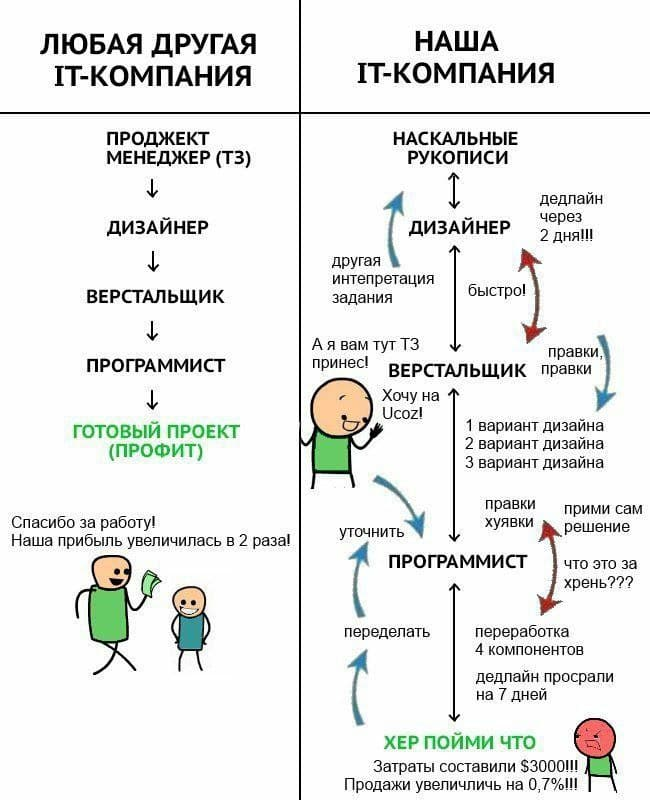 ЛЮБАЯ ДРУГАЯ
IT-КОМПАНИЯ
ПРОДЖЕКТ
МЕНЕДЖЕР (ТЗ)
ДИЗАЙНЕР
ВЕРСТАЛЬЩИК
ПРОГРАММИСТ
ГОТОВЫЙ ПРОЕКТ
(ПРОФИТ)
Спасибо за работу!
Наша прибыль увеличилась в 2 раза!
НАША
IT-КОМПАНИЯ
НАСКАЛЬНЫЕ
РУКОПИСИ
дедлайн
через
2 дня!!!
ДИЗАЙНЕР
другая
интепретация
задания
быстро!
А я вам тут ТЗ
принес!
правки,
правки
ВЕРСТАЛЬЩИК
Хочу на
Ucoz!
1 вариант дизайна
2 вариант дизайна
3 вариант дизайна
правки
хуявки
прими сам
решение
уточнить
ПРОГРАММИСТ
что это за
хрень???
переделать
переработка
4 компонентов
дедлайн просрали
на 7 дней
ХЕР ПОЙМИ ЧТО
Затраты составили $3000!!!
Продажи увеличличь на 0,7%!!!